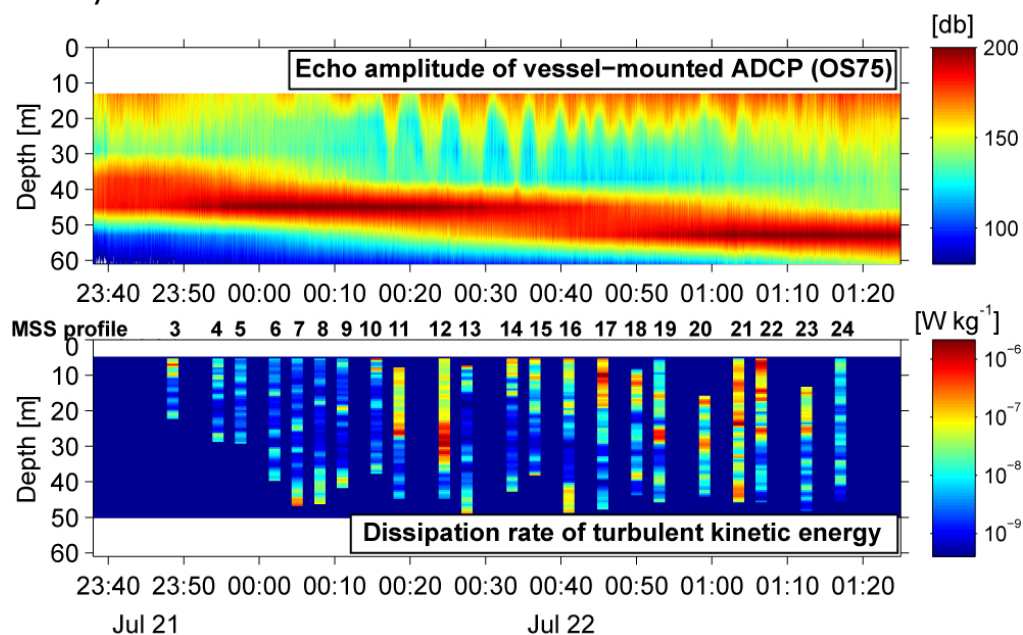 [db]
Echo amplitude of vessel−mounted ADCP (OS75)
Depth [m]
0
10
20
30
40
50
60
200
150
100
23:40 23:50 00:00 00:10 00:20 00:30 00:40 00:50 01:00 01:10 01:20
MSS profile 3 4 5 6 7 8 9 10 11 12 13 14 15 16 17 18 19 20 21 22 23 24
[W kg⁻¹]
Depth [m]
0
10
20
30
40
50
60
10⁻⁶
10⁻⁷
10⁻⁸
10⁻⁹
Dissipation rate of turbulent kinetic energy
23:40 23:50 00:00 00:10 00:20 00:30 00:40 00:50 01:00 01:10 01:20
Jul 21 Jul 22